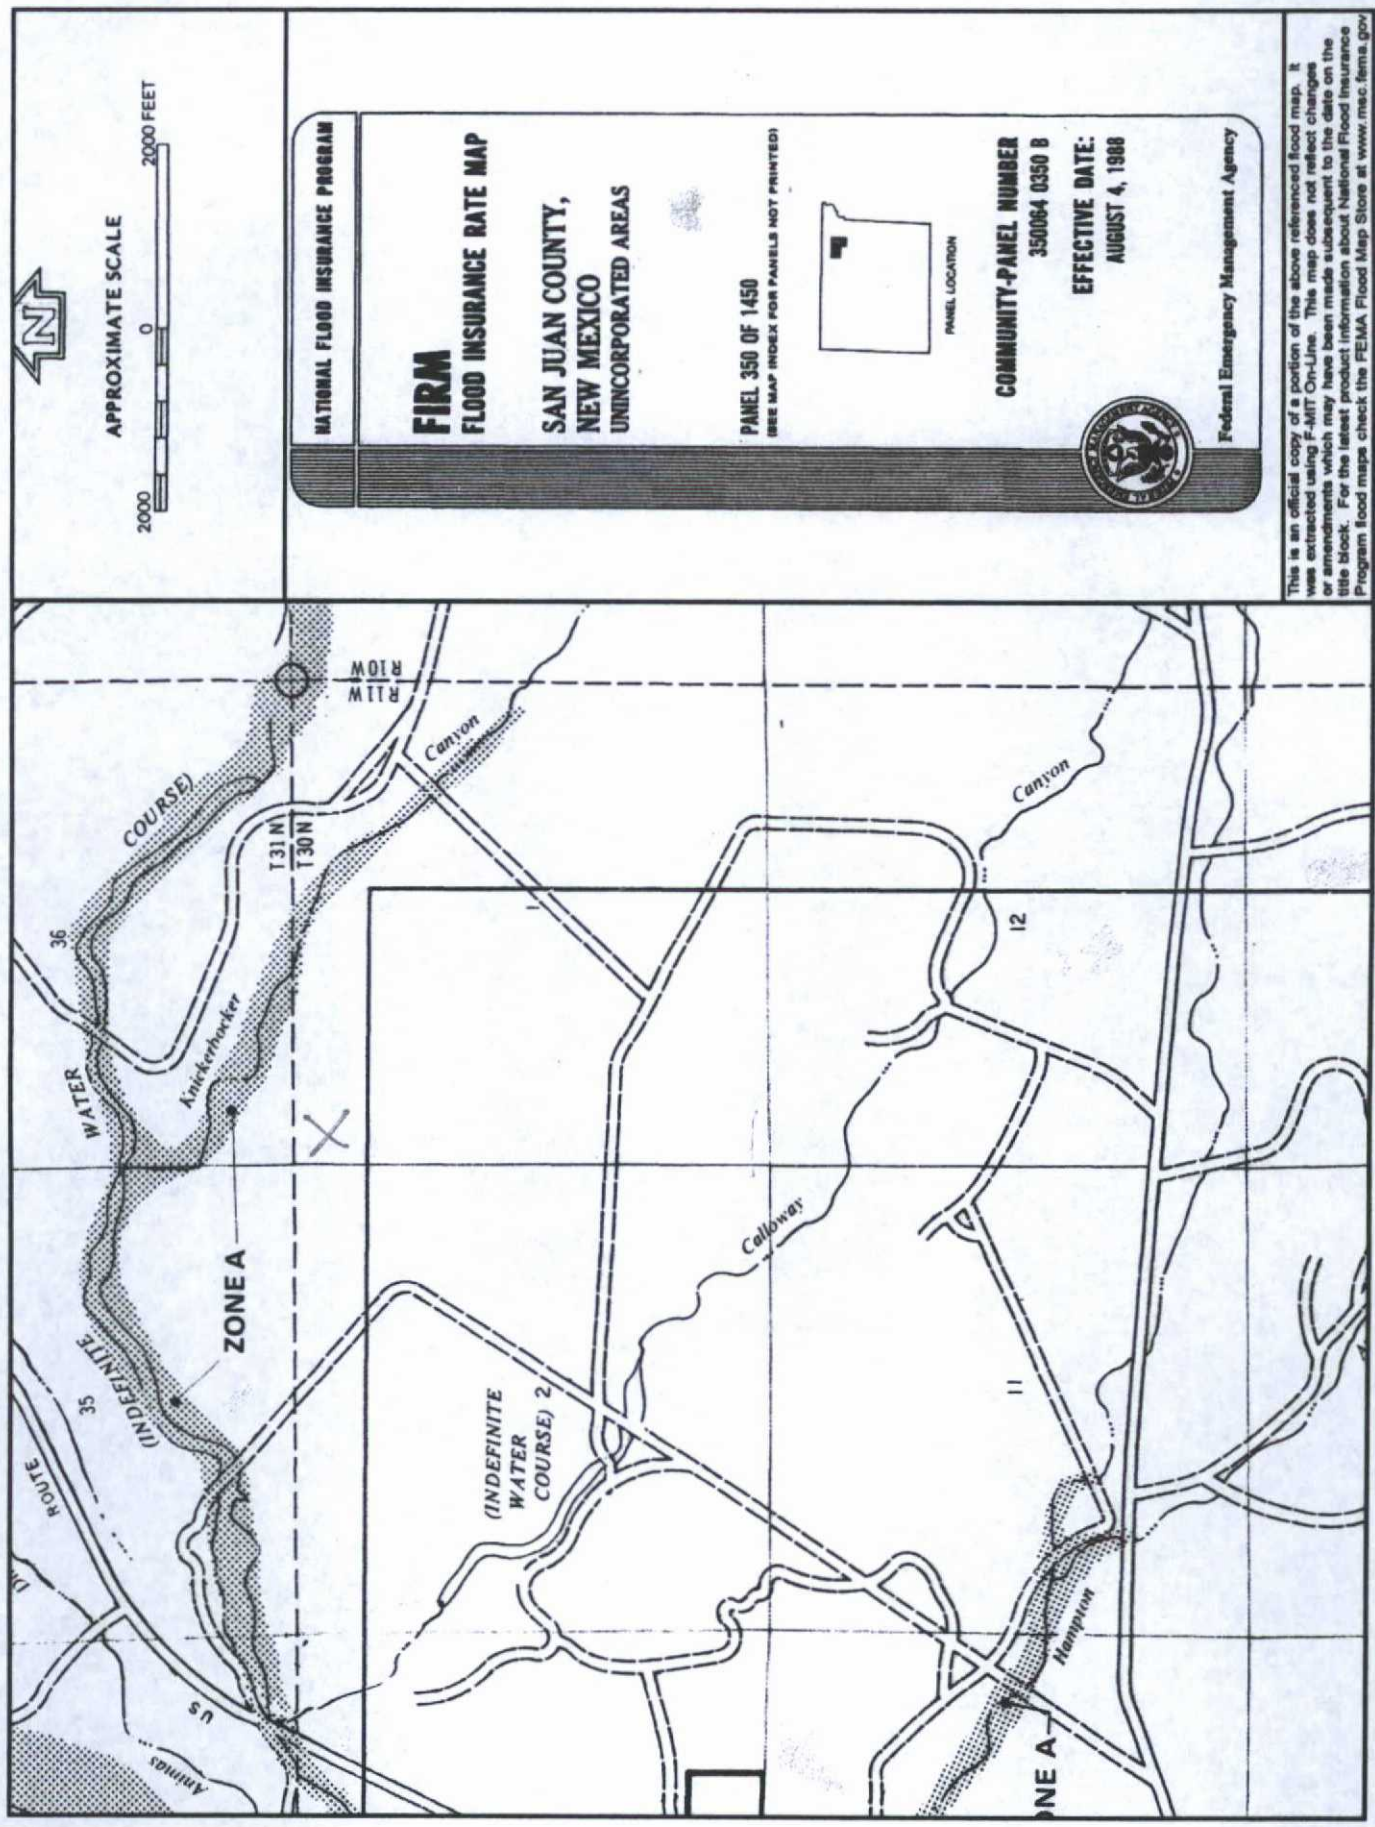 APPROXIMATE SCALE
2000 0 2000 FEET
NATIONAL FLOOD INSURANCE PROGRAM
FIRM
FLOOD INSURANCE RATE MAP
SAN JUAN COUNTY,
NEW MEXICO
UNINCORPORATED AREAS
PANEL 350 OF 1450
(SEE MAP INDEX FOR PANELS NOT PRINTED)
PANEL LOCATION
COMMUNITY-PANEL NUMBER
350064 0350 B
EFFECTIVE DATE:
AUGUST 4, 1988
Federal Emergency Management Agency
This is an official copy of a portion of the above referenced flood map. It
was extracted using F-MIT On-Line. This map does not reflect changes
or amendments which may have been made subsequent to the date on the
title block. For the latest product information about National Flood Insurance
Program flood maps check the FEMA Flood Map Store at www.msc.fema.gov
N
ROUTE
US
Animas
35
(INDEFINITE
WATER
COURSE)
36
ZONE A
Knickerbocker
Canyon
T31N
T30N
R11W
R10W
1
(INDEFINITE
WATER
COURSE)
2
Calloway
Canyon
12
11
Hampton
ONE A